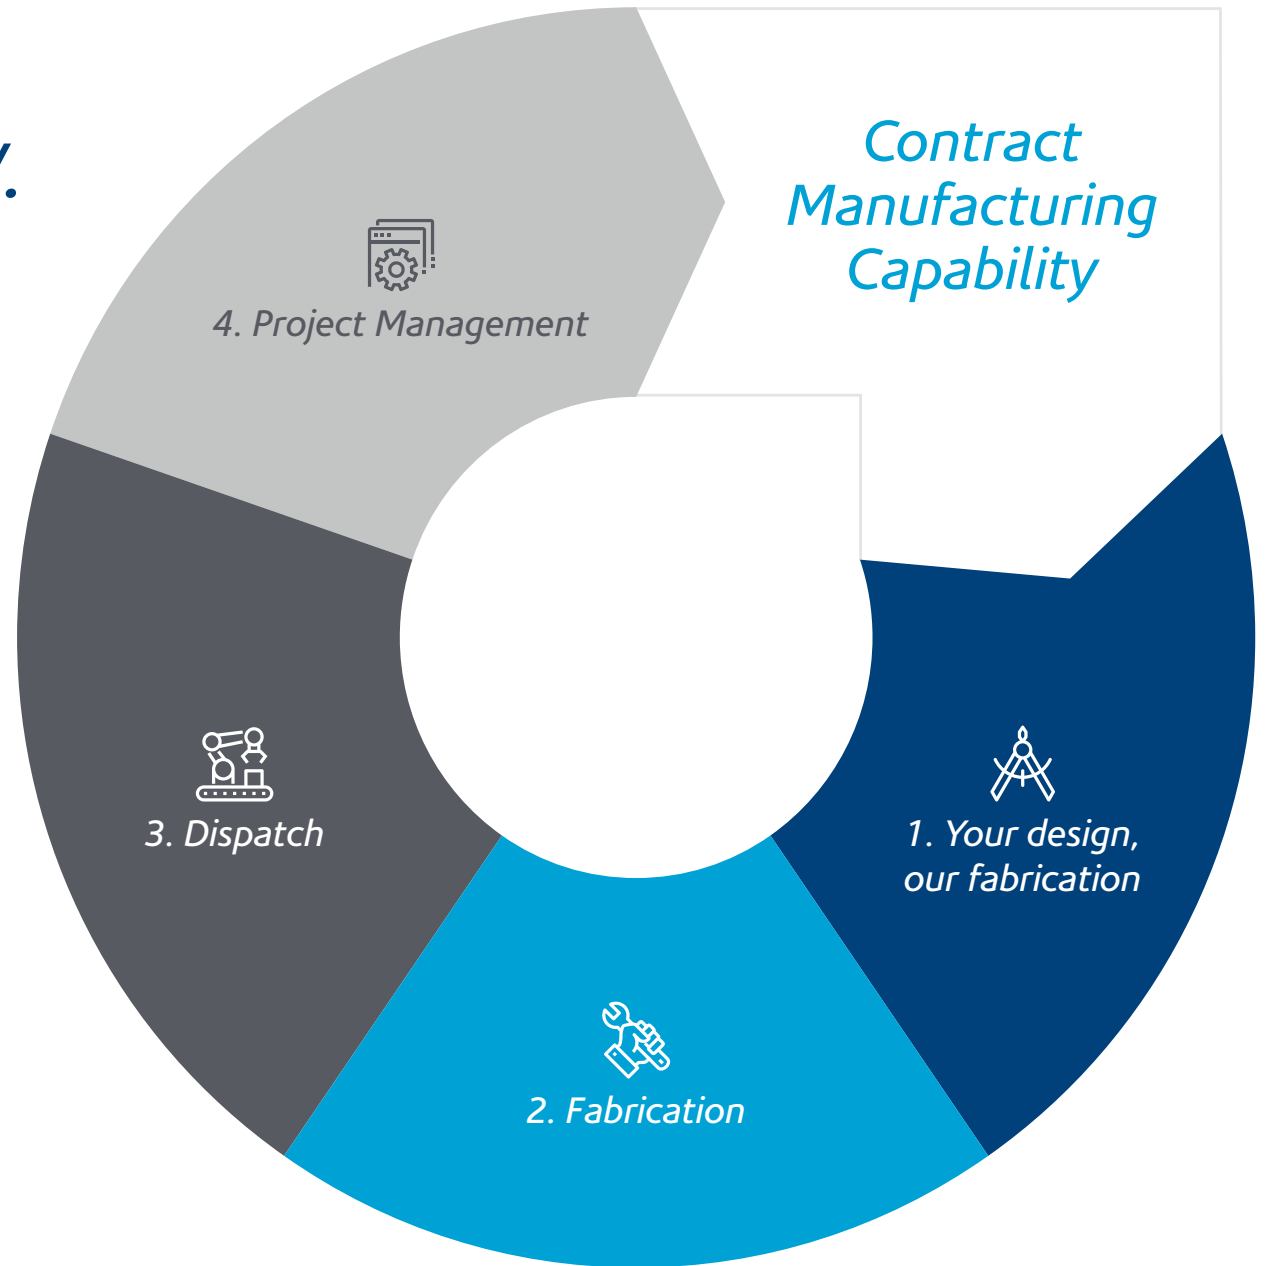 Contract
Manufacturing
Capability
4. Project Management
3. Dispatch
1. Your design,
our fabrication
2. Fabrication